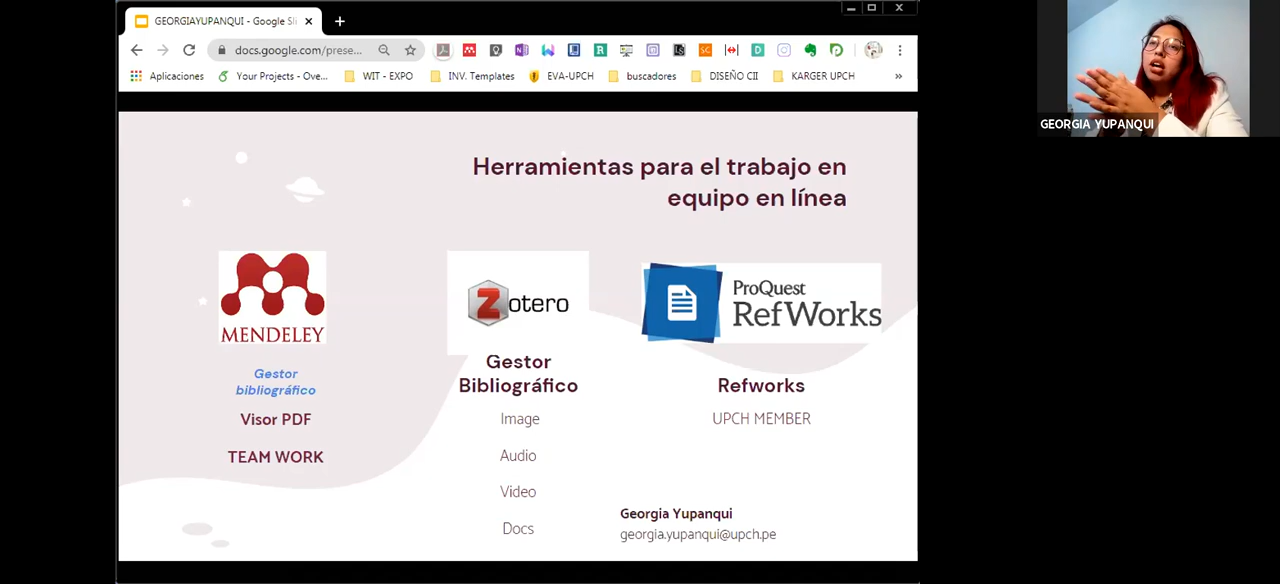 GEORGIAYUPANQUI - Google Sli
docs.google.com/prese...
Aplicaciones
Your Projects - Ove...
WIT - EXPO
INV. Templates
EVA-UPCH
buscadores
DISEÑO CII
KARGER UPCH
GEORGIA YUPANQUI
Herramientas para el trabajo en
equipo en línea
MENDELEY
Gestor
bibliográfico
Visor PDF
TEAM WORK
Zotero
Gestor
Bibliográfico
Image
Audio
Video
Docs
ProQuest
RefWorks
Refworks
UPCH MEMBER
Georgia Yupanqui
georgia.yupanqui@upch.pe